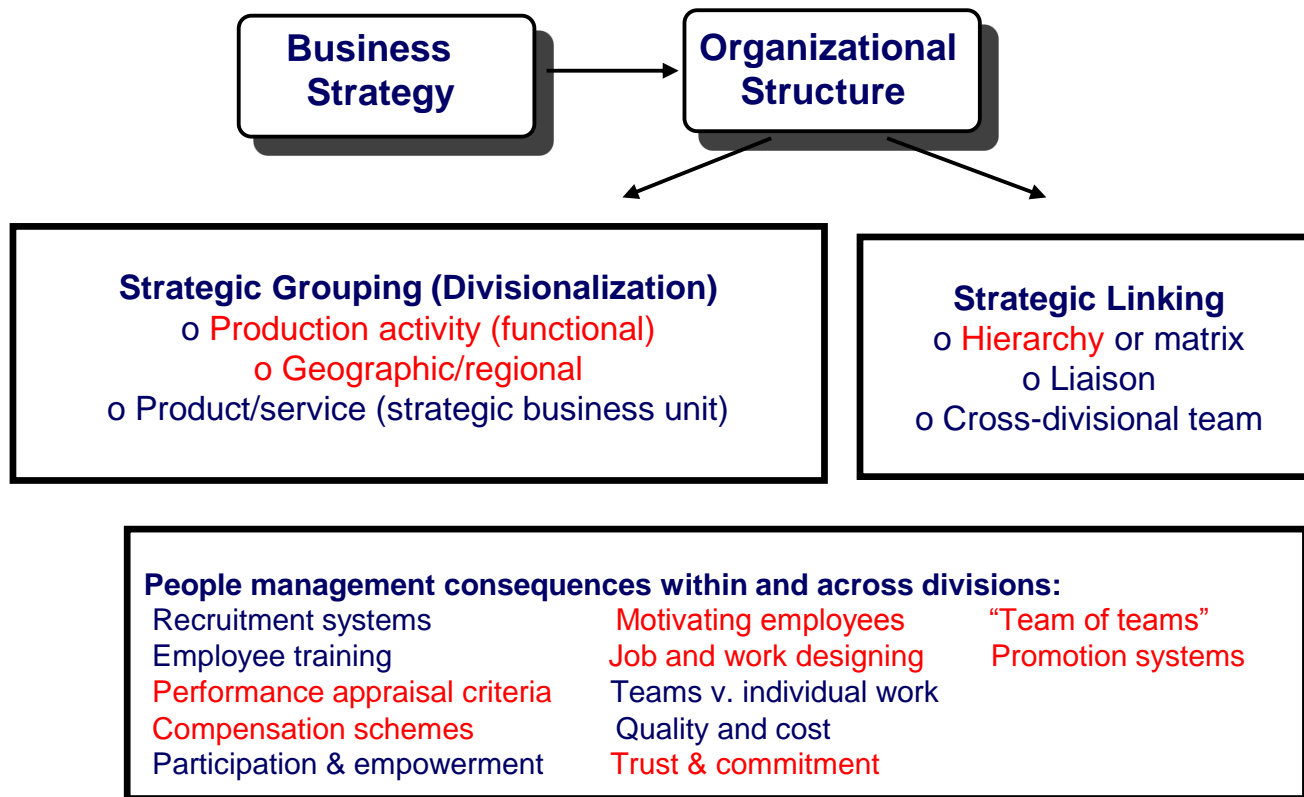 Business
Strategy
Organizational
Structure
Strategic Grouping (Divisionalization)
o Production activity (functional)
o Geographic/regional
o Product/service (strategic business unit)
Strategic Linking
o Hierarchy or matrix
o Liaison
o Cross-divisional team
People management consequences within and across divisions:
Recruitment systems
Employee training
Performance appraisal criteria
Compensation schemes
Participation & empowerment
Motivating employees
Job and work designing
Teams v. individual work
Quality and cost
Trust & commitment
“Team of teams”
Promotion systems